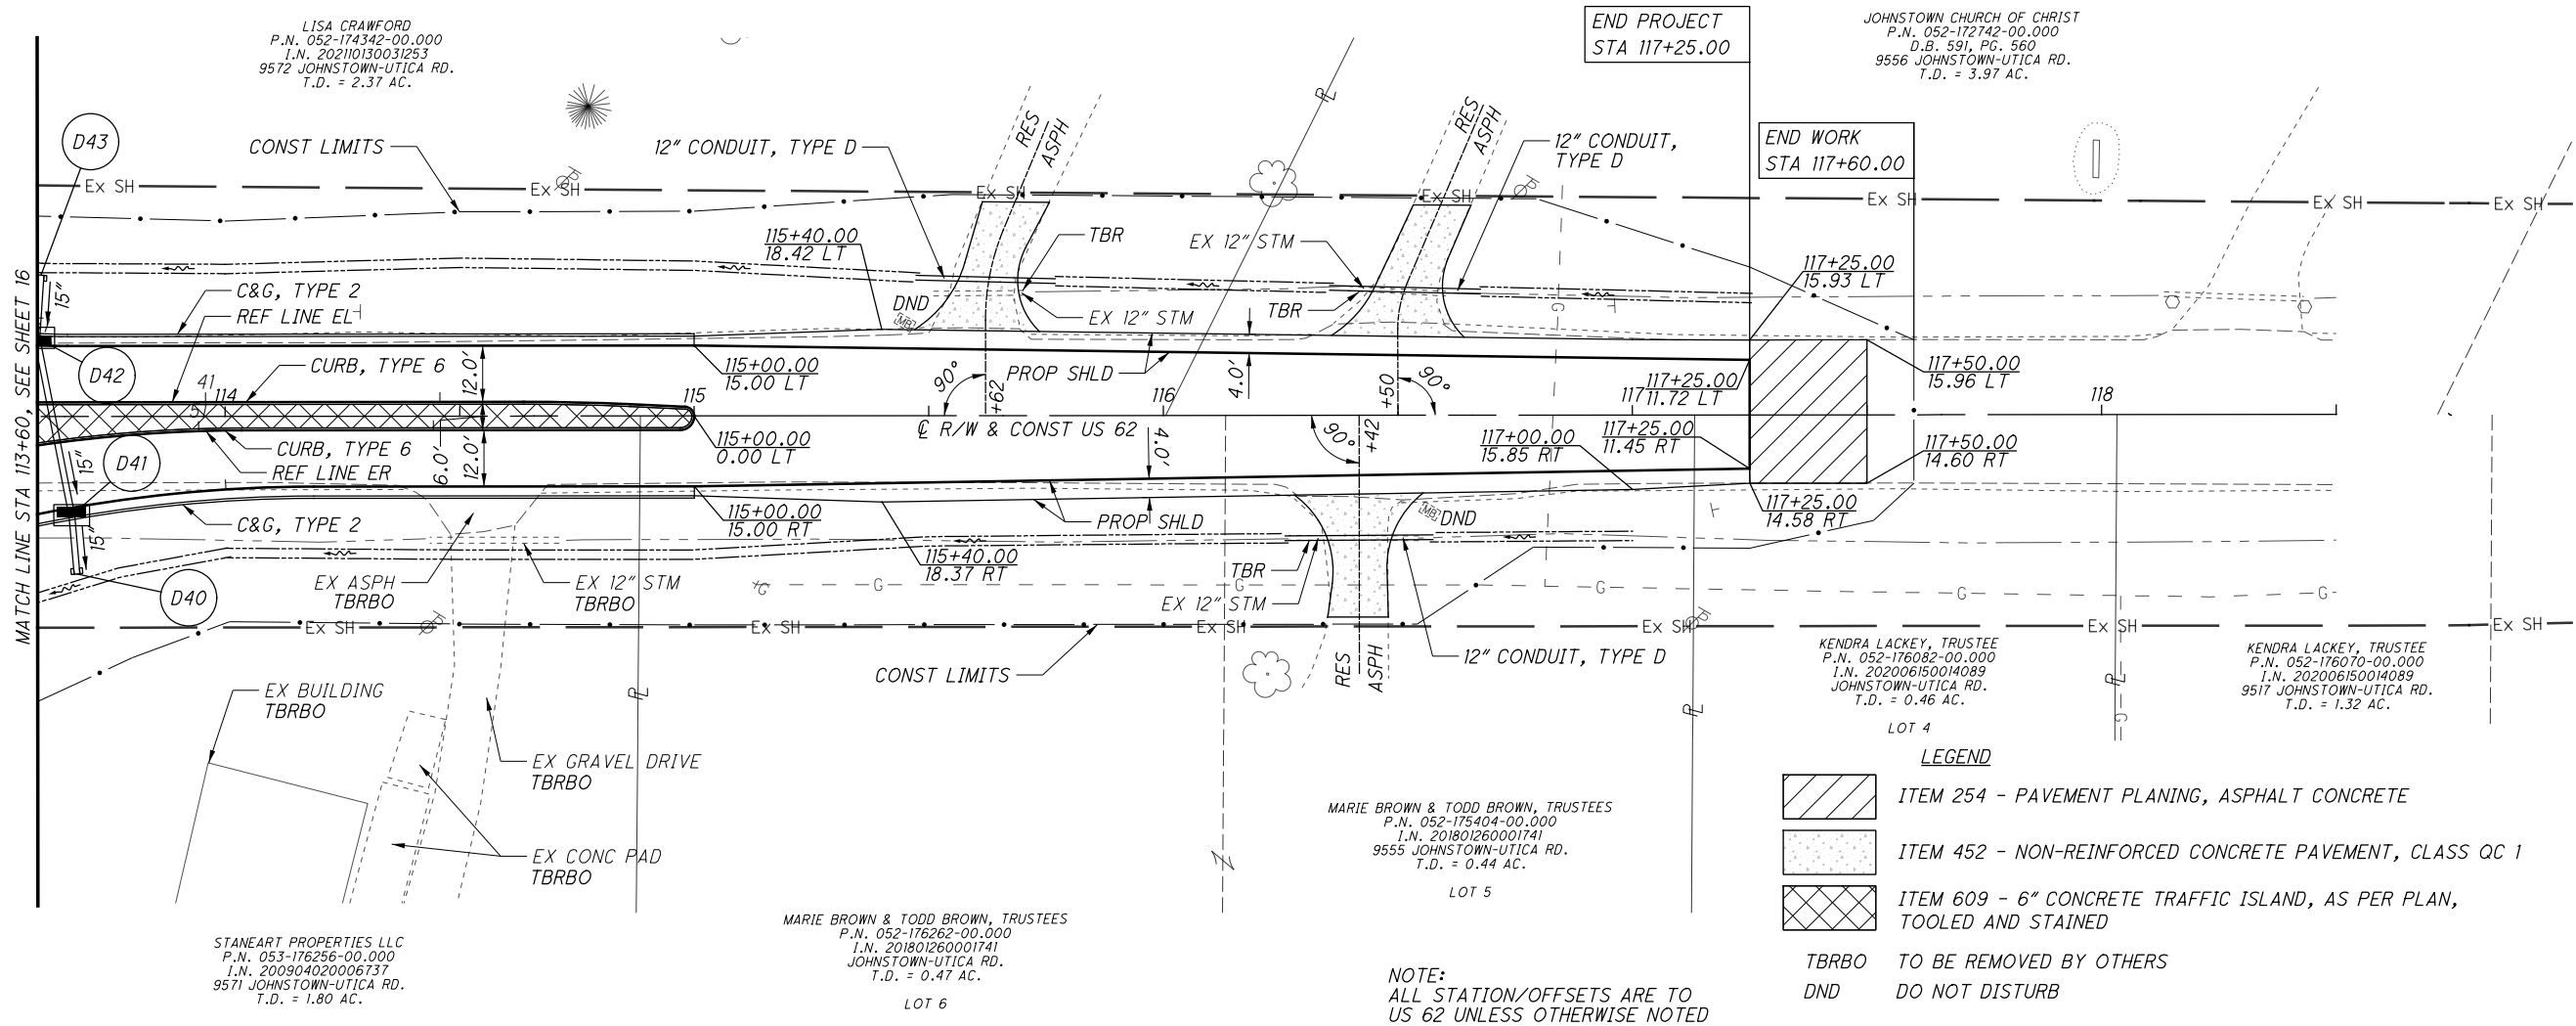 LISA CRAWFORD
P.N. 052-174342-00.000
I.N. 202110130031253
9572 JOHNSTOWN-UTICA RD.
T.D. = 2.37 AC.
END PROJECT
STA 117+25.00
JOHNSTOWN CHURCH OF CHRIST
P.N. 052-172742-00.000
D.B. 591, PG. 560
9556 JOHNSTOWN-UTICA RD.
T.D. = 3.97 AC.
END WORK
STA 117+60.00
D43
CONST LIMITS
12" CONDUIT, TYPE D
RES
ASPH
RES
ASPH
12" CONDUIT,
TYPE D
Ex SH
Ex SH
Ex SH
Ex SH
Ex SH
Ex SH
Ex SH
115+40.00
18.42 LT
TBR
EX 12" STM
117+25.00
15.93 LT
15"
C&G, TYPE 2
REF LINE EL
DND
MB
EX 12" STM
TBR
G
D42
CURB, TYPE 6
12.0'
115+00.00
15.00 LT
90°
PROP SHLD
4.0'
90°
117+25.00
11.72 LT
117+50.00
15.96 LT
41
114
115
+62
116
+50
117
118
MATCH LINE STA 113+60, SEE SHEET 16
CURB, TYPE 6
REF LINE ER
6.0'
12.0'
115+00.00
0.00 LT
℄ R/W & CONST US 62
4.0'
90°
+42
117+00.00
15.85 RT
117+25.00
11.45 RT
117+50.00
14.60 RT
15"
D41
C&G, TYPE 2
115+00.00
15.00 RT
PROP SHLD
MB
DND
117+25.00
14.58 RT
15"
D40
EX ASPH
TBRBO
EX 12" STM
TBRBO
115+40.00
18.37 RT
TBR
EX 12" STM
G
G
G
G
G
G
Ex SH
Ex SH
Ex SH
Ex SH
Ex SH
Ex SH
CONST LIMITS
RES
ASPH
12" CONDUIT, TYPE D
KENDRA LACKEY, TRUSTEE
P.N. 052-176082-00.000
I.N. 202006150014089
JOHNSTOWN-UTICA RD.
T.D. = 0.46 AC.
LOT 4
KENDRA LACKEY, TRUSTEE
P.N. 052-176070-00.000
I.N. 202006150014089
9517 JOHNSTOWN-UTICA RD.
T.D. = 1.32 AC.
G
EX BUILDING
TBRBO
EX GRAVEL DRIVE
TBRBO
EX CONC PAD
TBRBO
STANEART PROPERTIES LLC
P.N. 053-176256-00.000
I.N. 200904020006737
9571 JOHNSTOWN-UTICA RD.
T.D. = 1.80 AC.
MARIE BROWN & TODD BROWN, TRUSTEES
P.N. 052-176262-00.000
I.N. 201801260001741
JOHNSTOWN-UTICA RD.
T.D. = 0.47 AC.
LOT 6
MARIE BROWN & TODD BROWN, TRUSTEES
P.N. 052-175404-00.000
I.N. 201801260001741
9555 JOHNSTOWN-UTICA RD.
T.D. = 0.44 AC.
LOT 5
LEGEND
ITEM 254 - PAVEMENT PLANING, ASPHALT CONCRETE
ITEM 452 - NON-REINFORCED CONCRETE PAVEMENT, CLASS QC 1
ITEM 609 - 6" CONCRETE TRAFFIC ISLAND, AS PER PLAN,
TOOLED AND STAINED
TBRBO TO BE REMOVED BY OTHERS
DND DO NOT DISTURB
NOTE:
ALL STATION/OFFSETS ARE TO
US 62 UNLESS OTHERWISE NOTED